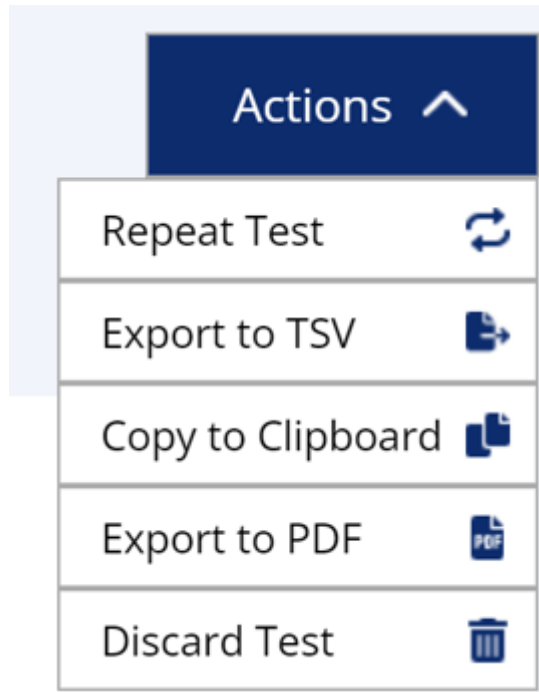 Actions
Repeat Test
Export to TSV
Copy to Clipboard
Export to PDF
PDF
Discard Test